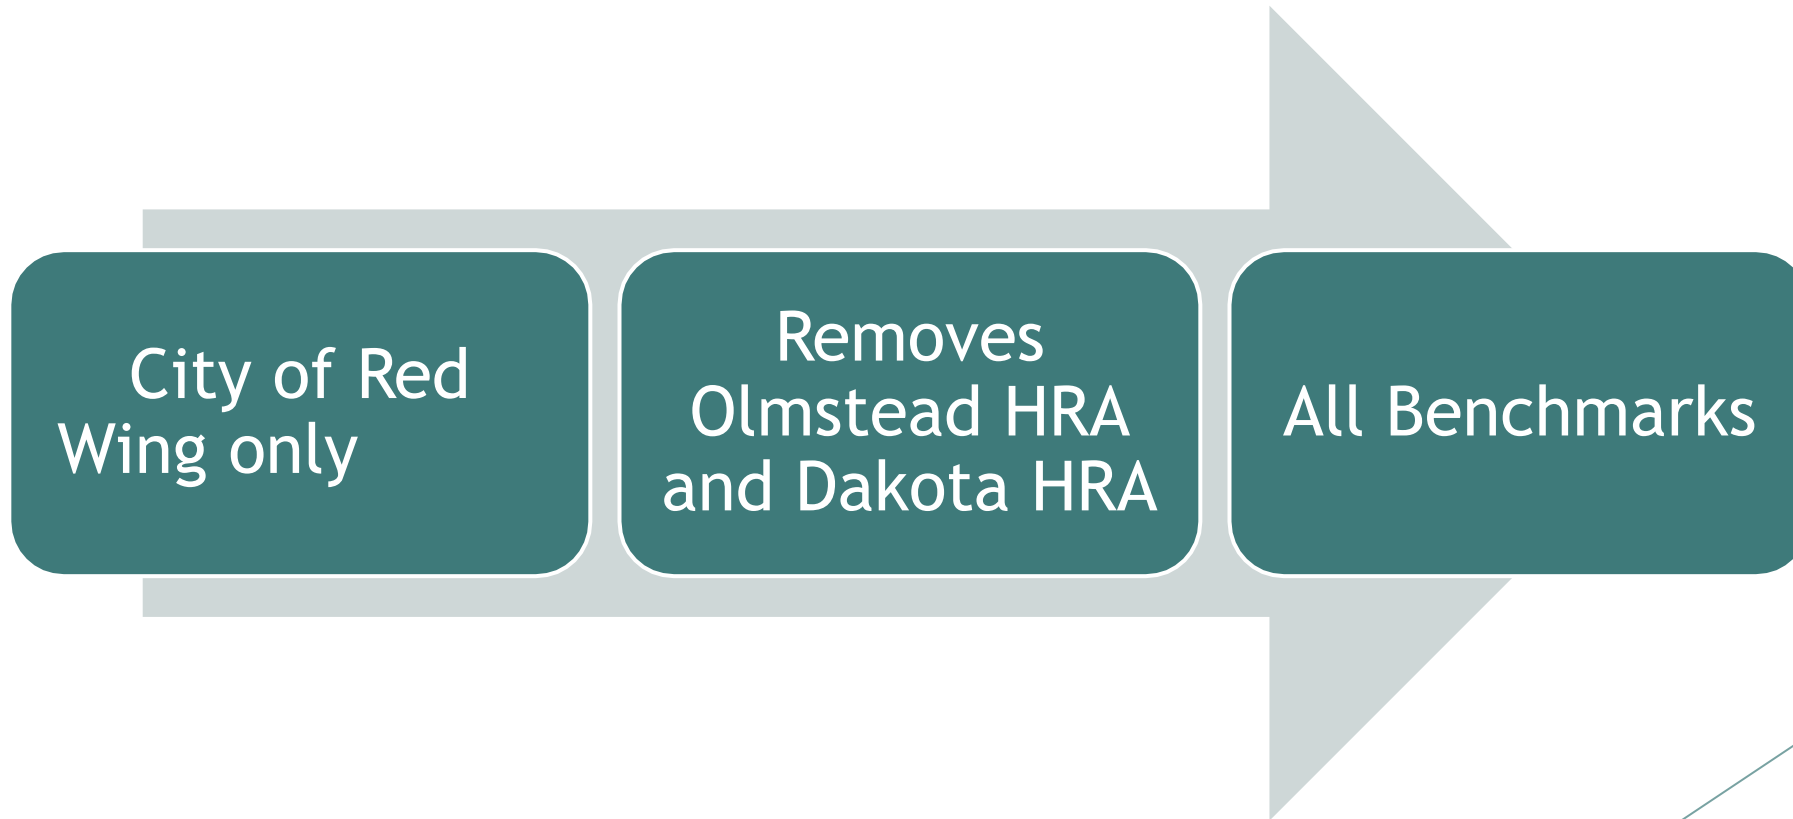 City of Red
Wing only
Removes
Olmstead HRA
and Dakota HRA
All Benchmarks